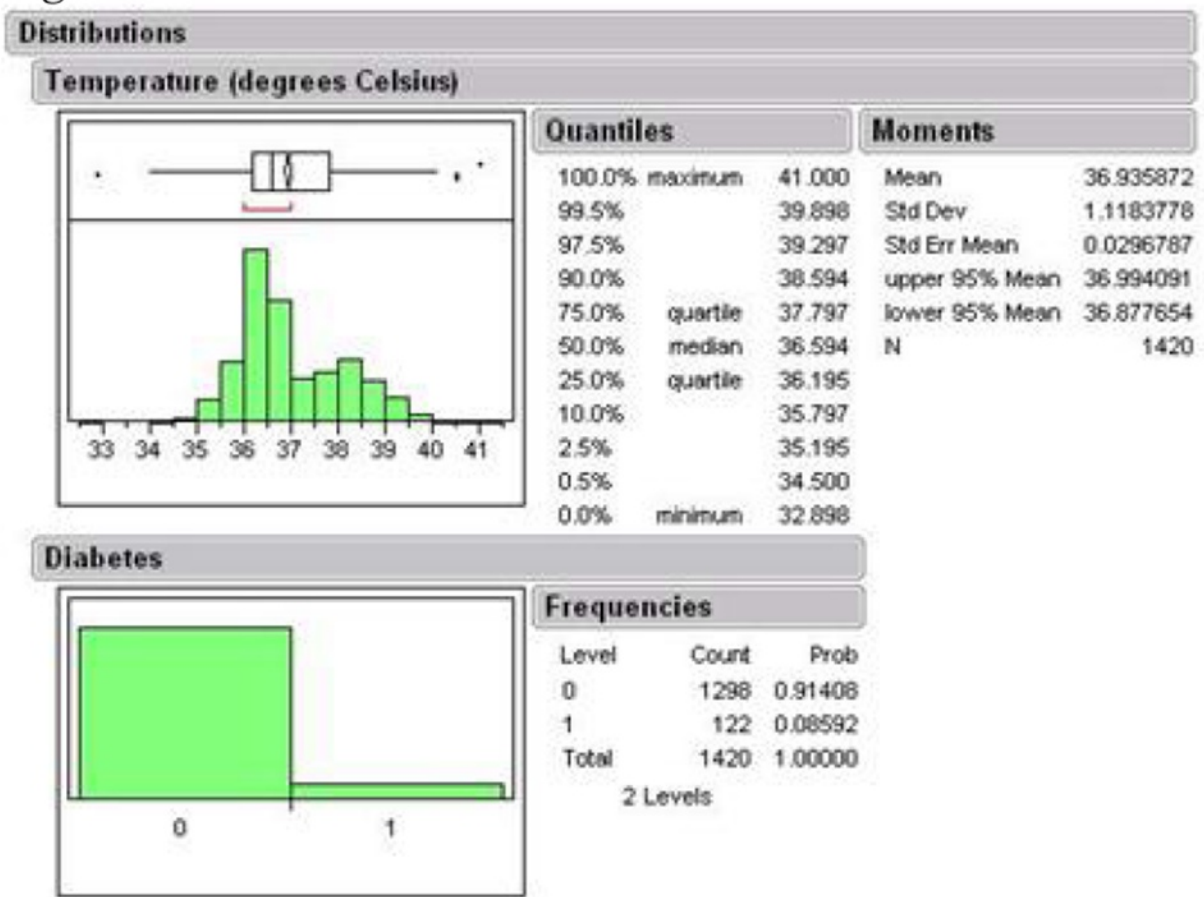 Distributions
Temperature (degrees Celsius)
Quantiles
100.0% maximum 41.000
99.5% 39.898
97.5% 39.297
90.0% 38.594
75.0% quartile 37.797
50.0% median 36.594
25.0% quartile 36.195
10.0% 35.797
2.5% 35.195
0.5% 34.500
0.0% minimum 32.898
Moments
Mean 36.935872
Std Dev 1.1183778
Std Err Mean 0.0296787
upper 95% Mean 36.994091
lower 95% Mean 36.877654
N 1420
33 34 35 36 37 38 39 40 41
Diabetes
Frequencies
Level Count Prob
0 1298 0.91408
1 122 0.08592
Total 1420 1.00000
2 Levels
0 1